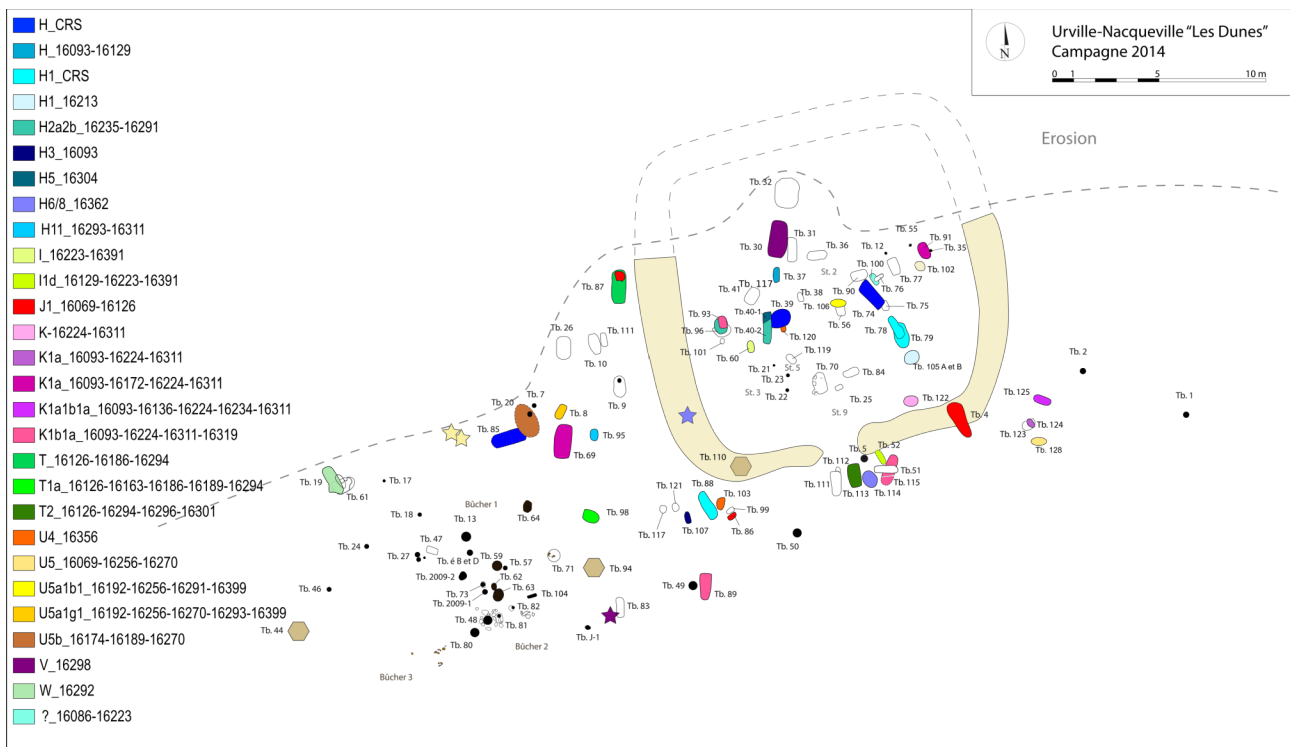 H_CRS
H_16093-16129
H1_CRS
H1_16213
H2a2b_16235-16291
H3_16093
H5_16304
H6/8_16362
H11_16293-16311
I_16223-16391
I1d_16129-16223-16391
J1_16069-16126
K-16224-16311
K1a_16093-16224-16311
K1a_16093-16172-16224-16311
K1a1b1a_16093-16136-16224-16234-16311
K1b1a_16093-16224-16311-16319
T_16126-16186-16294
T1a_16126-16163-16186-16189-16294
T2_16126-16294-16296-16301
U4_16356
U5_16069-16256-16270
U5a1b1_16192-16256-16291-16399
U5a1g1_16192-16256-16270-16293-16399
U5b_16174-16189-16270
V_16298
W_16292
?_16086-16223
N
Urville-Nacqueville "Les Dunes"
Campagne 2014
0 1 5 10 m
Erosion
Tb. 32
Tb. 30
Tb. 31
Tb. 36
Tb. 12
Tb. 55
Tb. 91
Tb. 35
Tb. 100
Tb. 102
St. 2
Tb. 77
Tb. 37
Tb. 90
Tb. 76
Tb. 87
Tb. 41
Tb. 117
Tb. 38
Tb. 39
Tb. 106
Tb. 75
Tb. 93
Tb. 40-1
Tb. 56
Tb. 74
Tb. 26
Tb. 111
Tb. 96
Tb. 40-2
Tb. 78
Tb. 79
Tb. 101
Tb. 120
Tb. 10
Tb. 60
Tb. 119
Tb. 2
Tb. 21
St. 5
Tb. 70
Tb. 84
Tb. 105 A et B
Tb. 23
Tb. 7
Tb. 9
St. 3
Tb. 22
Tb. 25
Tb. 125
Tb. 1
Tb. 20
Tb. 8
St. 9
Tb. 122
Tb. 4
Tb. 124
Tb. 123
Tb. 85
Tb. 95
Tb. 69
Tb. 128
Tb. 5
Tb. 52
Tb. 110
Tb. 112
Tb. 51
Tb. 19
Tb. 61
Tb. 17
Tb. 111
Tb. 113
Tb. 114
Tb. 115
Bûcher 1
Tb. 121
Tb. 88
Tb. 103
Tb. 18
Tb. 13
Tb. 64
Tb. 98
Tb. 99
Tb. 117
Tb. 107
Tb. 86
Tb. 50
Tb. 24
Tb. 27
Tb. 47
Tb. é B et D
Tb. 59
Tb. 57
Tb. 71
Tb. 94
Tb. 2009-2
Tb. 62
Tb. 46
Tb. 73
Tb. 63
Tb. 104
Tb. 49
Tb. 89
Tb. 2009-1
Tb. 82
Tb. 83
Tb. 44
Tb. 48
Tb. 81
Tb. J-1
Tb. 80
Bûcher 2
Bûcher 3